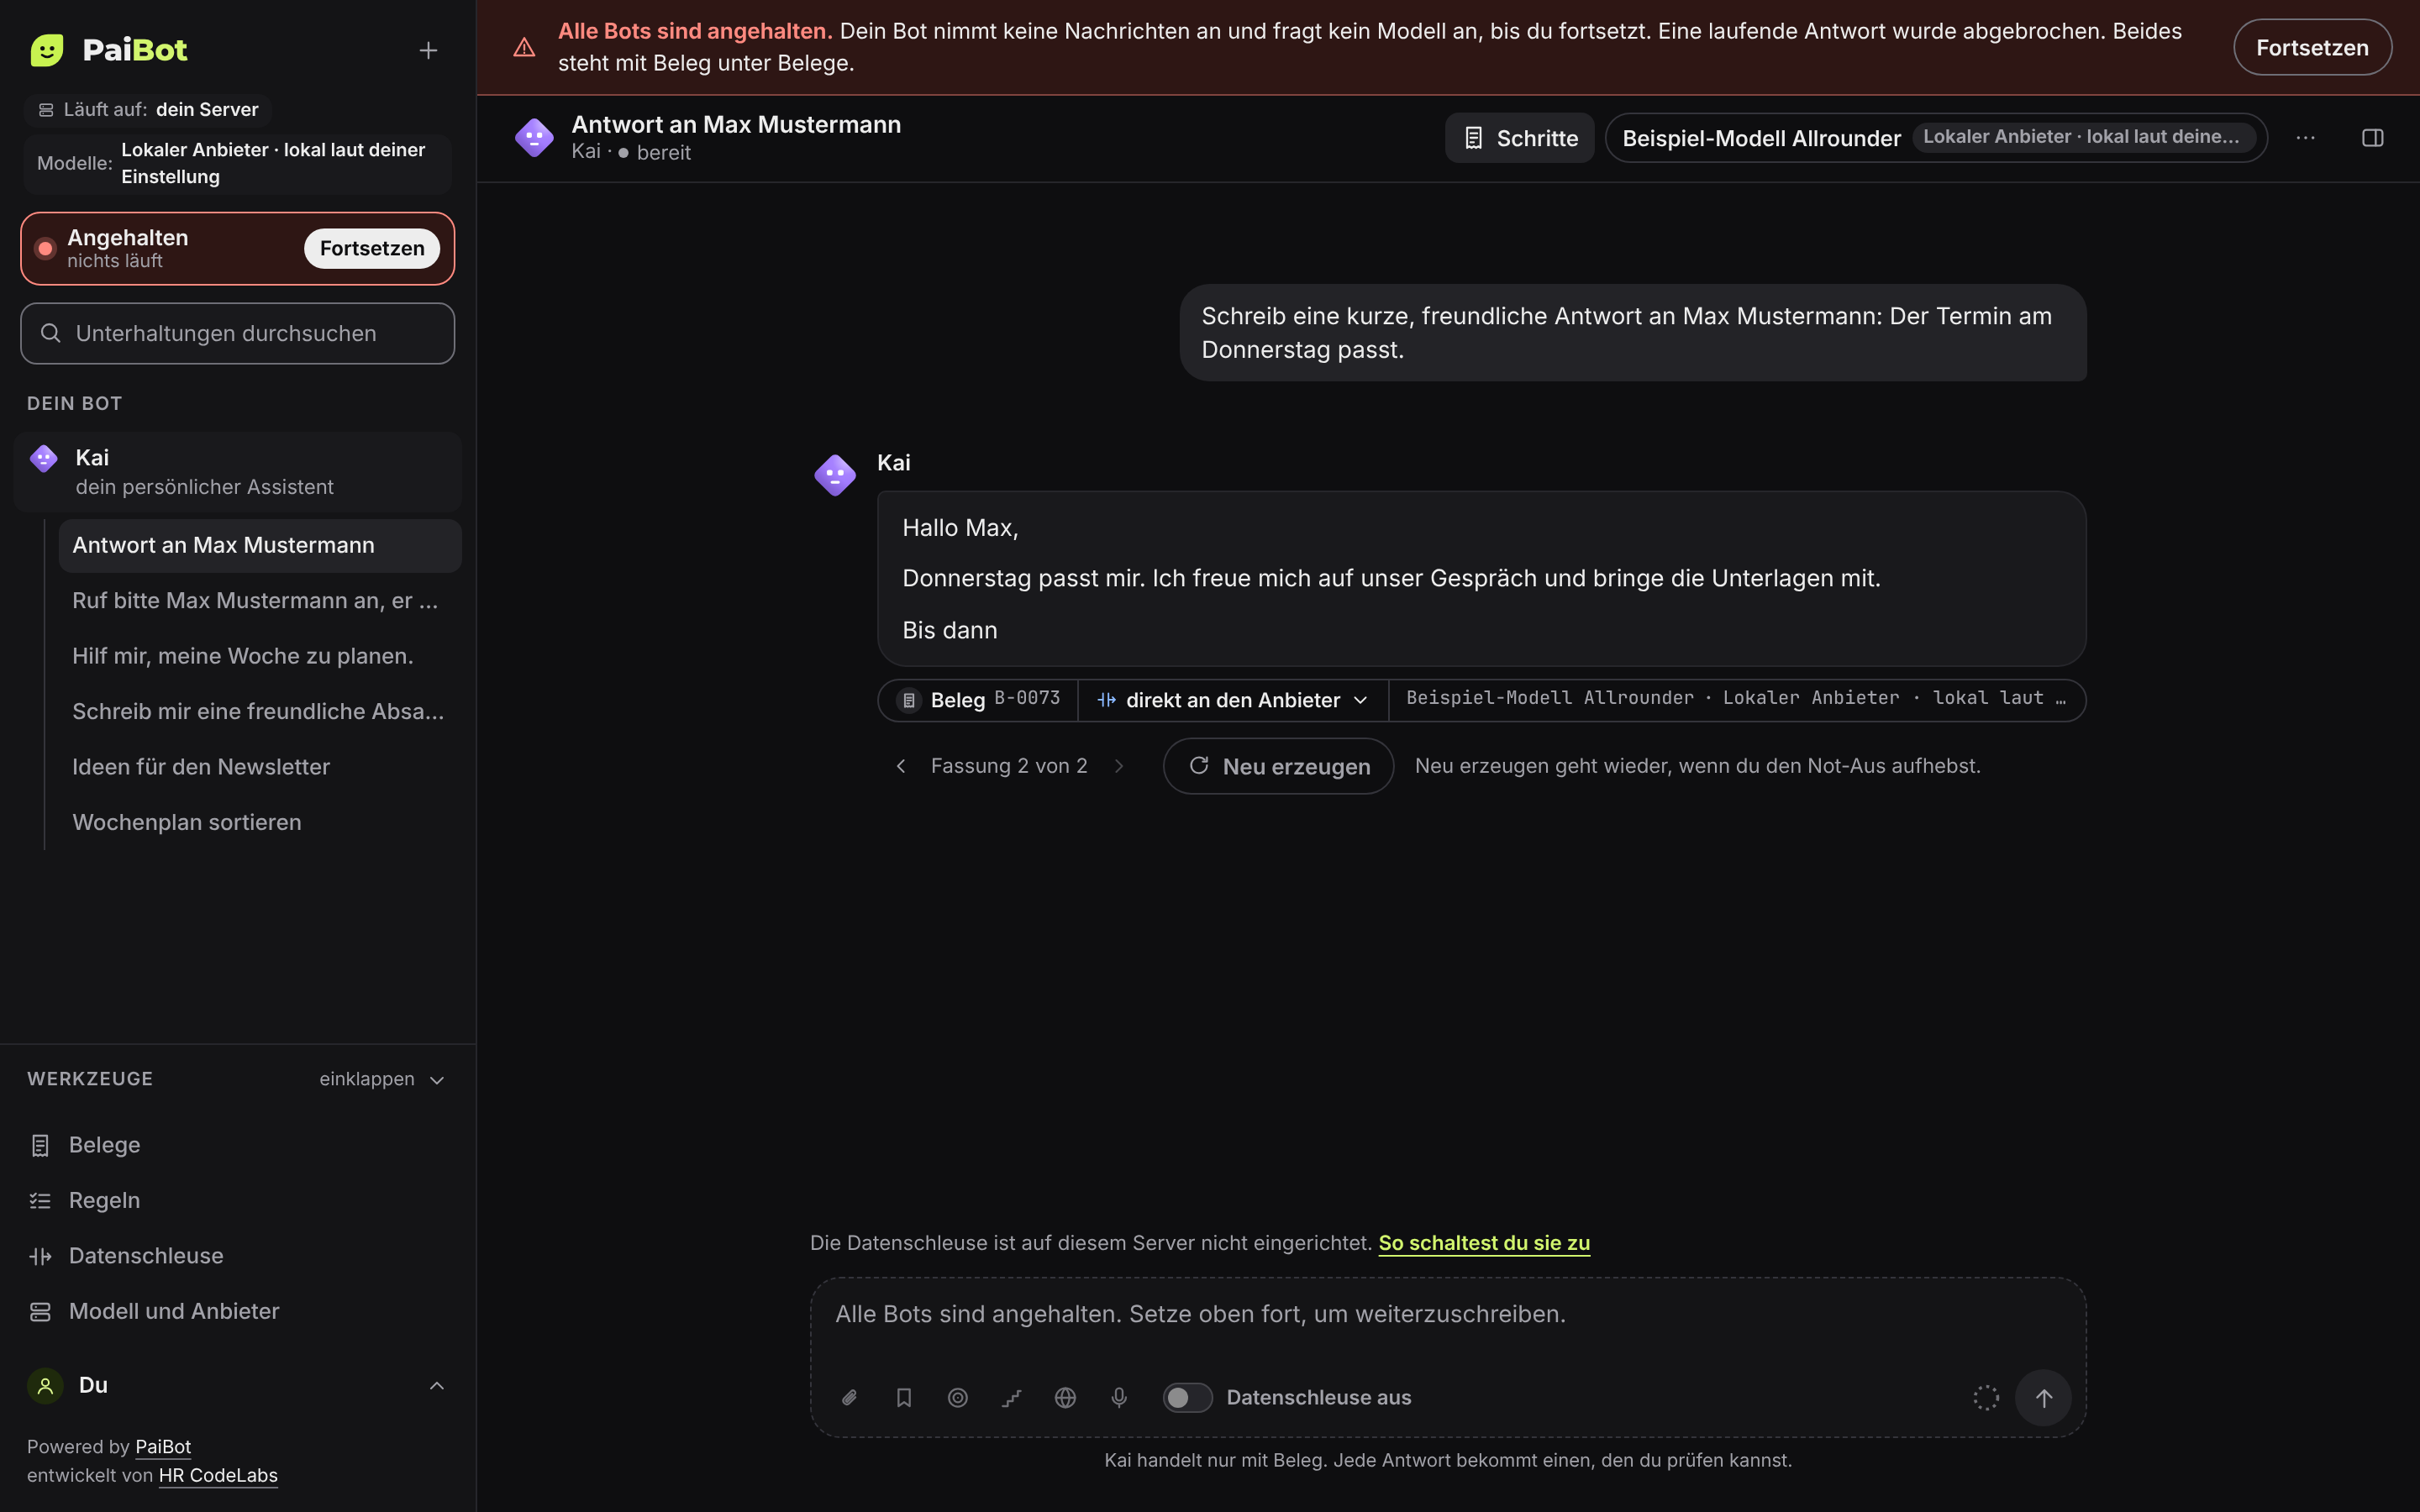 PaiBot
Läuft auf: dein Server
Modelle: Lokaler Anbieter · lokal laut deiner
Einstellung
Angehalten
nichts läuft
Fortsetzen
Unterhaltungen durchsuchen
DEIN BOT
Kai
dein persönlicher Assistent
Antwort an Max Mustermann
Ruf bitte Max Mustermann an, er ...
Hilf mir, meine Woche zu planen.
Schreib mir eine freundliche Absa...
Ideen für den Newsletter
Wochenplan sortieren
WERKZEUGE einklappen
Belege
Regeln
Datenschleuse
Modell und Anbieter
Du
Powered by PaiBot
entwickelt von HR CodeLabs
Alle Bots sind angehalten. Dein Bot nimmt keine Nachrichten an und fragt kein Modell an, bis du fortsetzt. Eine laufende Antwort wurde abgebrochen. Beides
steht mit Beleg unter Belege.
Fortsetzen
Antwort an Max Mustermann
Kai · bereit
Schritte
Beispiel-Modell Allrounder Lokaler Anbieter · lokal laut deine...
Schreib eine kurze, freundliche Antwort an Max Mustermann: Der Termin am
Donnerstag passt.
Kai
Hallo Max,
Donnerstag passt mir. Ich freue mich auf unser Gespräch und bringe die Unterlagen mit.
Bis dann
Beleg B-0073 direkt an den Anbieter Beispiel-Modell Allrounder · Lokaler Anbieter · lokal laut …
Fassung 2 von 2 Neu erzeugen Neu erzeugen geht wieder, wenn du den Not-Aus aufhebst.
Die Datenschleuse ist auf diesem Server nicht eingerichtet. So schaltest du sie zu
Alle Bots sind angehalten. Setze oben fort, um weiterzuschreiben.
Datenschleuse aus
Kai handelt nur mit Beleg. Jede Antwort bekommt einen, den du prüfen kannst.